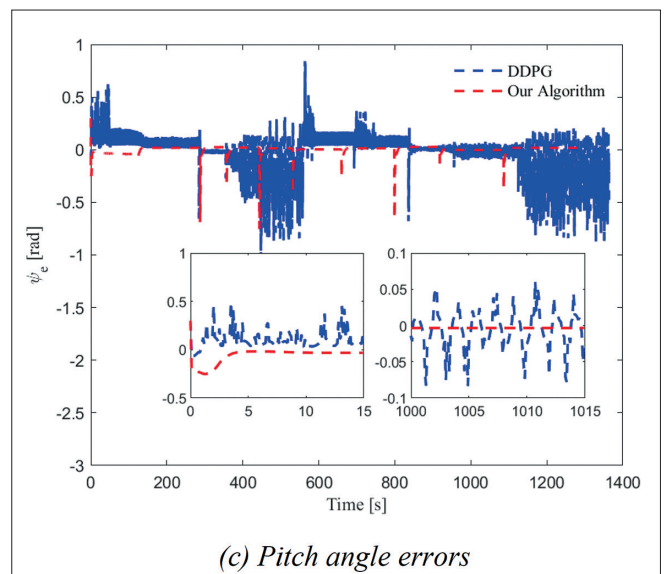 1
0.5
0
-0.5
-1
-1.5
-2
-2.5
-3
ψe [rad]
DDPG
Our Algorithm
1
0.5
0
-0.5
0 5 10 15
0.1
0.05
0
-0.05
-0.1
1000 1005 1010 1015
0 200 400 600 800 1000 1200 1400
Time [s]
(c) Pitch angle errors